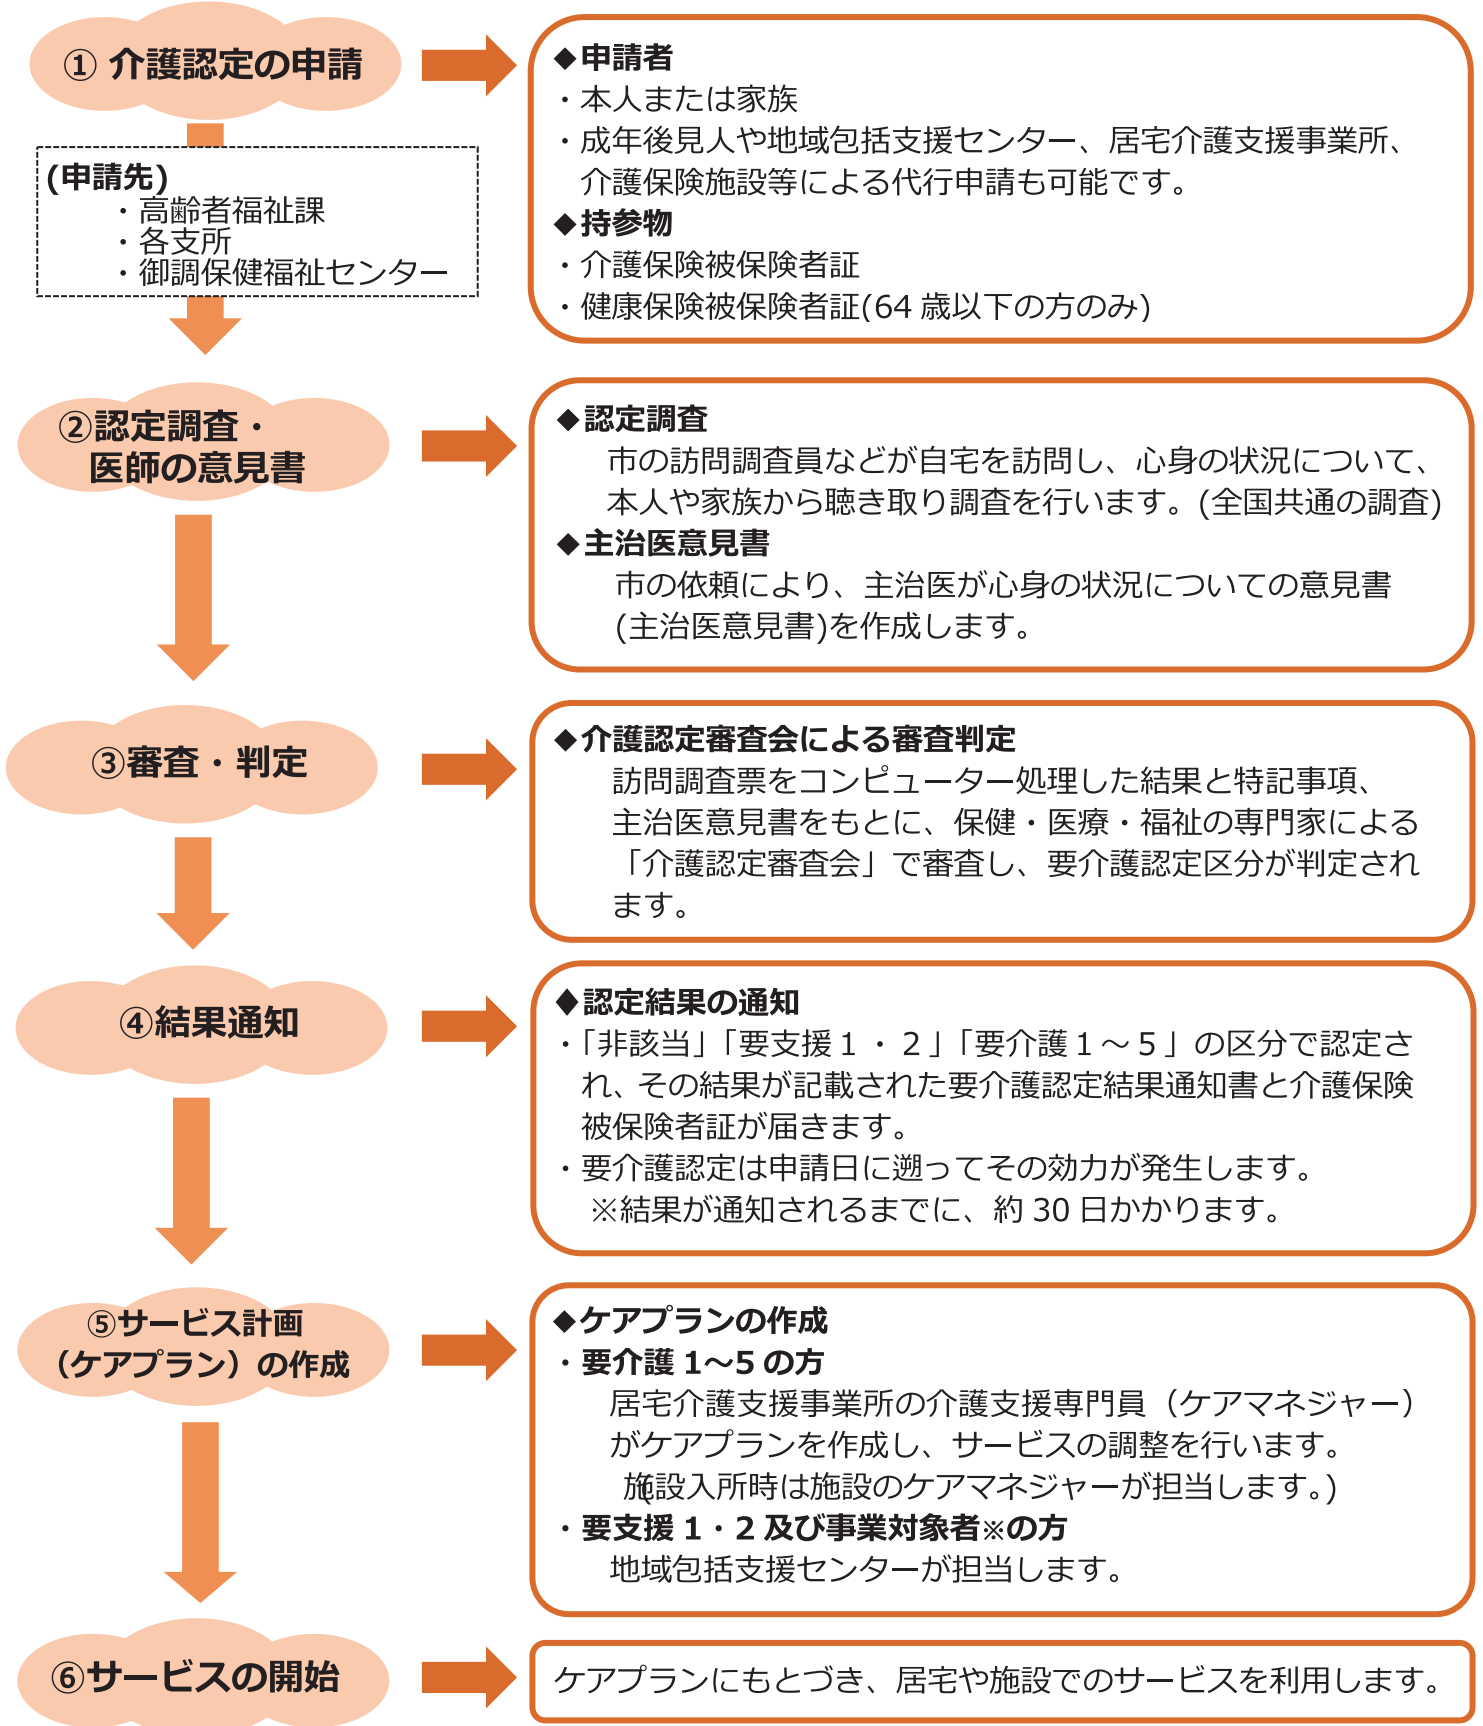 ① 介護認定の申請
(申請先)
・高齢者福祉課
・各支所
・御調保健福祉センター
◆申請者
・本人または家族
・成年後見人や地域包括支援センター、居宅介護支援事業所、
介護保険施設等による代行申請も可能です。
◆持参物
・介護保険被保険者証
・健康保険被保険者証(64 歳以下の方のみ)
②認定調査・
医師の意見書
◆認定調査
市の訪問調査員などが自宅を訪問し、心身の状況について、
本人や家族から聴き取り調査を行います。(全国共通の調査)
◆主治医意見書
市の依頼により、主治医が心身の状況についての意見書
(主治医意見書)を作成します。
③審査・判定
◆介護認定審査会による審査判定
訪問調査票をコンピューター処理した結果と特記事項、
主治医意見書をもとに、保健・医療・福祉の専門家による
「介護認定審査会」で審査し、要介護認定区分が判定され
ます。
④結果通知
♦認定結果の通知
・「非該当」「要支援1・2」「要介護1～5」の区分で認定さ
れ、その結果が記載された要介護認定結果通知書と介護保険
被保険者証が届きます。
・要介護認定は申請日に遡ってその効力が発生します。
※結果が通知されるまでに、約 30 日かかります。
⑤サービス計画
（ケアプラン）の作成
◆ケアプランの作成
・要介護 1～5 の方
居宅介護支援事業所の介護支援専門員（ケアマネジャー）
がケアプランを作成し、サービスの調整を行います。
(施設入所時は施設のケアマネジャーが担当します。)
・要支援 1・2 及び事業対象者※の方
地域包括支援センターが担当します。
⑥サービスの開始
ケアプランにもとづき、居宅や施設でのサービスを利用します。